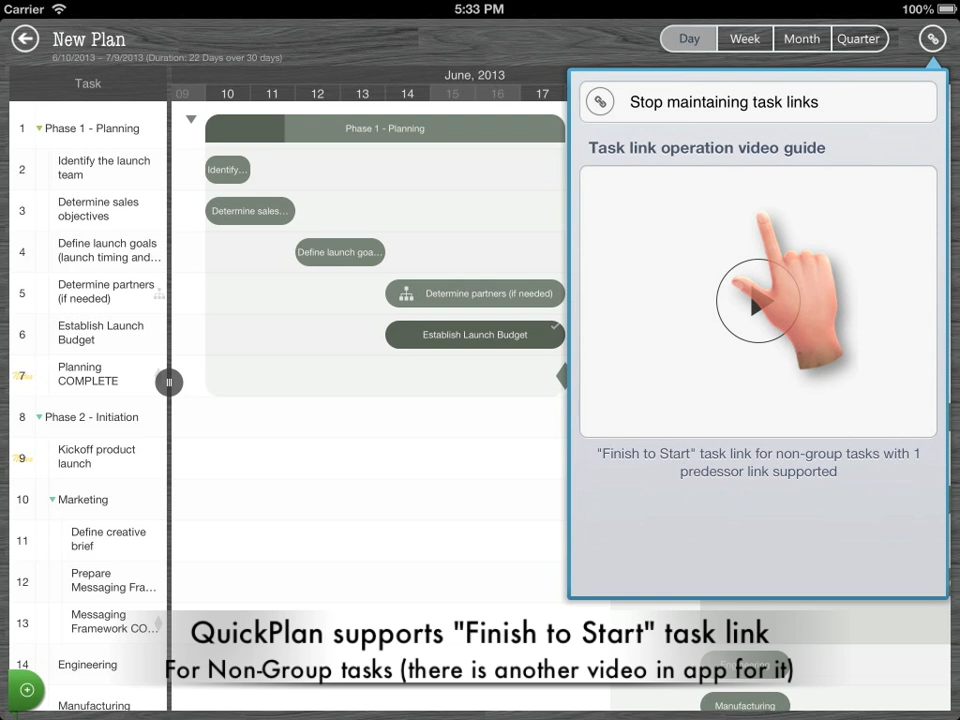 Carrier
5:33 PM
100%
New Plan
6/10/2013 – 7/9/2013 (Duration: 22 Days over 30 days)
Day Week Month Quarter
Task
June, 2013
09 10 11 12 13 14 15 16 17
Stop maintaining task links
Task link operation video guide
"Finish to Start" task link for non-group tasks with 1
predessor link supported
1 Phase 1 - Planning
Phase 1 - Planning
2 Identify the launch
team
Identify...
3 Determine sales
objectives
Determine sales...
4 Define launch goals
(launch timing and...
Define launch goa...
5 Determine partners
(if needed)
Determine partners (if needed)
6 Establish Launch
Budget
Establish Launch Budget
7 Planning
COMPLETE
8 Phase 2 - Initiation
9 Kickoff product
launch
10 Marketing
11 Define creative
brief
12 Prepare
Messaging Fra...
13 Messaging
Framework CO...
14 Engineering
Engineering
Manufacturing
Manufacturing
QuickPlan supports "Finish to Start" task link
For Non-Group tasks (there is another video in app for it)